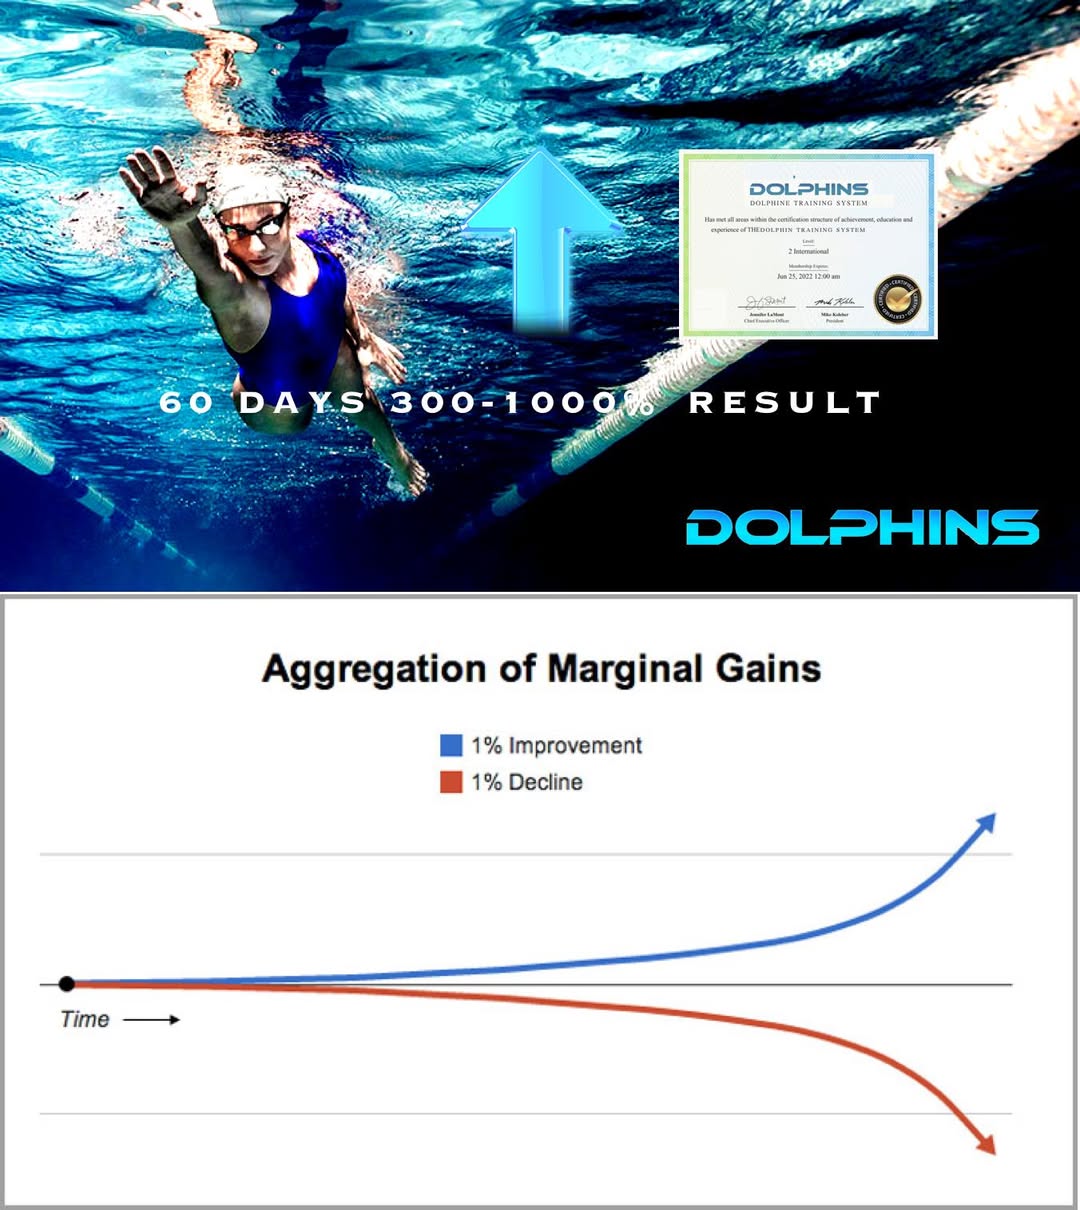 DOLPHINS
DOLPHINE TRAINING SYSTEM
Has met all areas within the certification structure of achievement, education and
experience of THEDOLPHIN TRAINING SYSTEM
Level:
2 International
Membership Expires:
Jun 25, 2022 12:00 am
Jennifer LaMont
Chief Executive Officer
Mike Koleber
President
CERTIFIED
60 DAYS 300-1000% RESULT
DOLPHINS
Aggregation of Marginal Gains
1% Improvement
1% Decline
Time